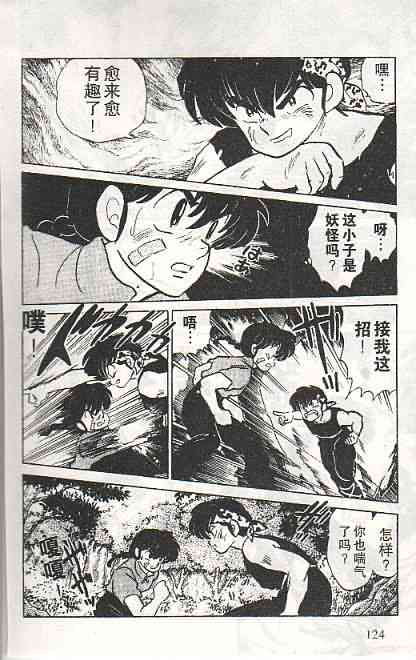 嘿…
愈来愈
有趣了！
呀…
这小子是
妖怪吗？
接我这
招！
唔…
噗！
怎样？
你也喘气
了吗？
嘎
嘎
124